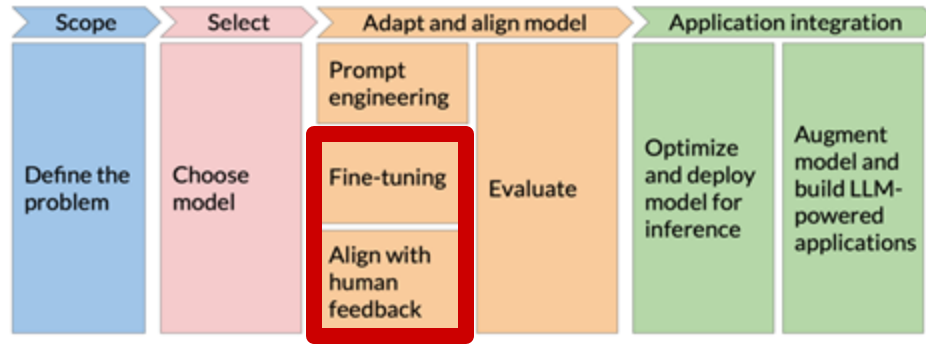 Scope
Select
Adapt and align model
Application integration
Define the
problem
Choose
model
Prompt
engineering
Fine-tuning
Align with
human
feedback
Evaluate
Optimize
and deploy
model for
inference
Augment
model and
build LLM-
powered
applications